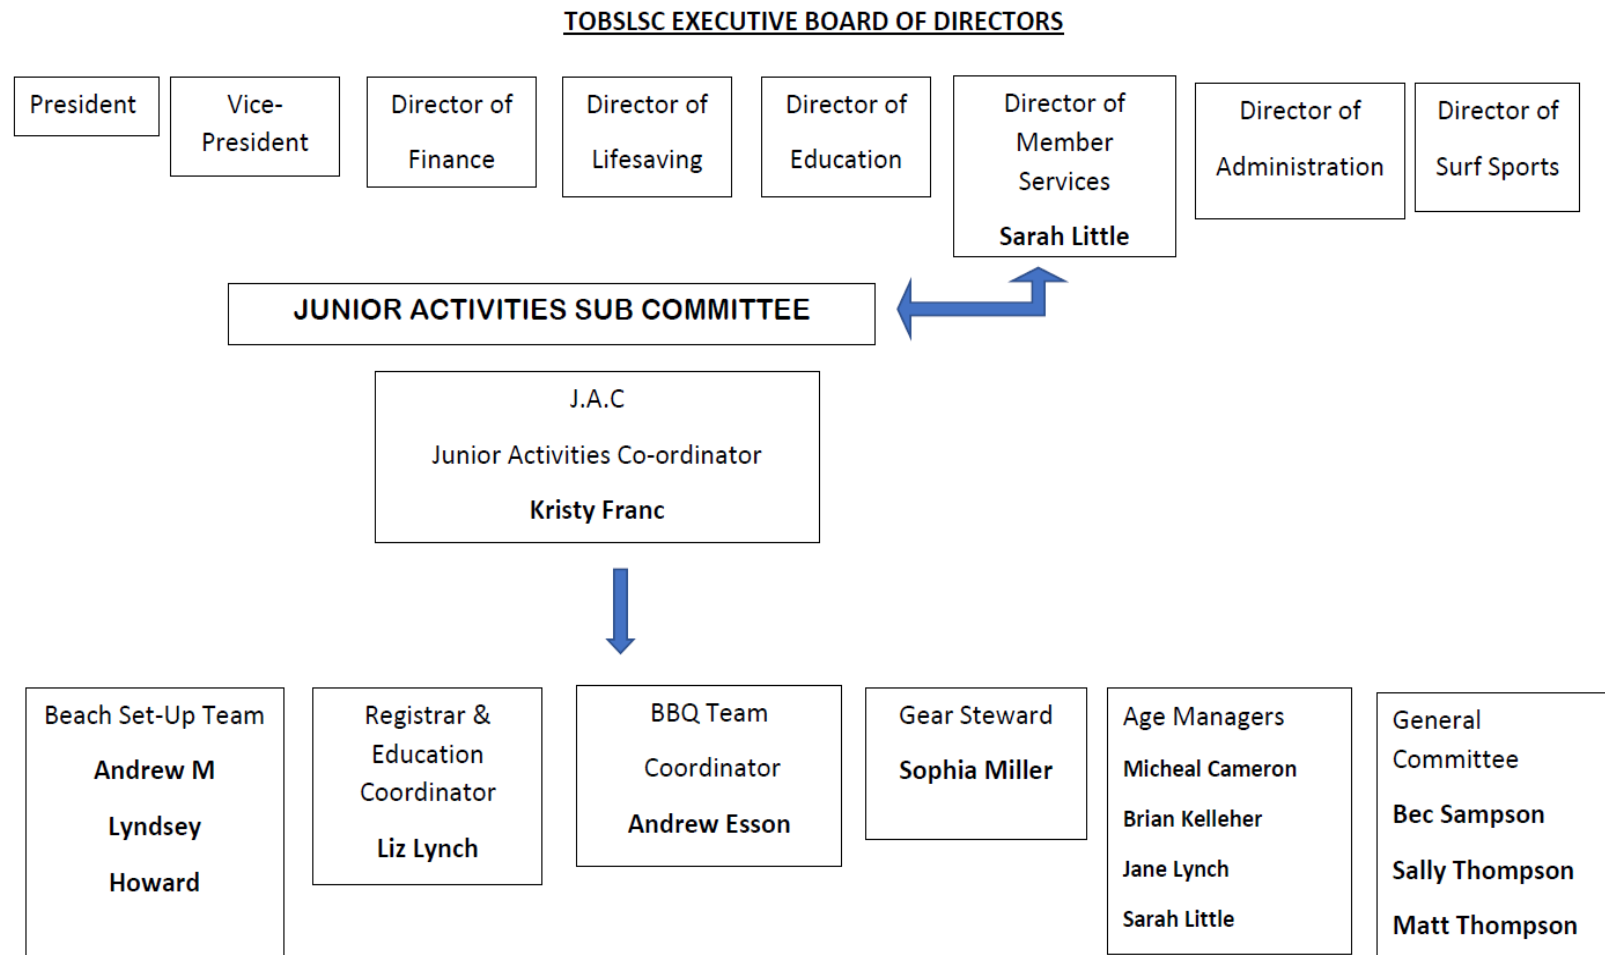 TOBSLSC EXECUTIVE BOARD OF DIRECTORS
President
Vice-
President
Director of
Finance
Director of
Lifesaving
Director of
Education
Director of
Member
Services
Sarah Little
Director of
Administration
Director of
Surf Sports
JUNIOR ACTIVITIES SUB COMMITTEE
J.A.C
Junior Activities Co-ordinator
Kristy Franc
Beach Set-Up Team
Andrew M
Lyndsey
Howard
Registrar &
Education
Coordinator
Liz Lynch
BBQ Team
Coordinator
Andrew Esson
Gear Steward
Sophia Miller
Age Managers
Micheal Cameron
Brian Kelleher
Jane Lynch
Sarah Little
General
Committee
Bec Sampson
Sally Thompson
Matt Thompson